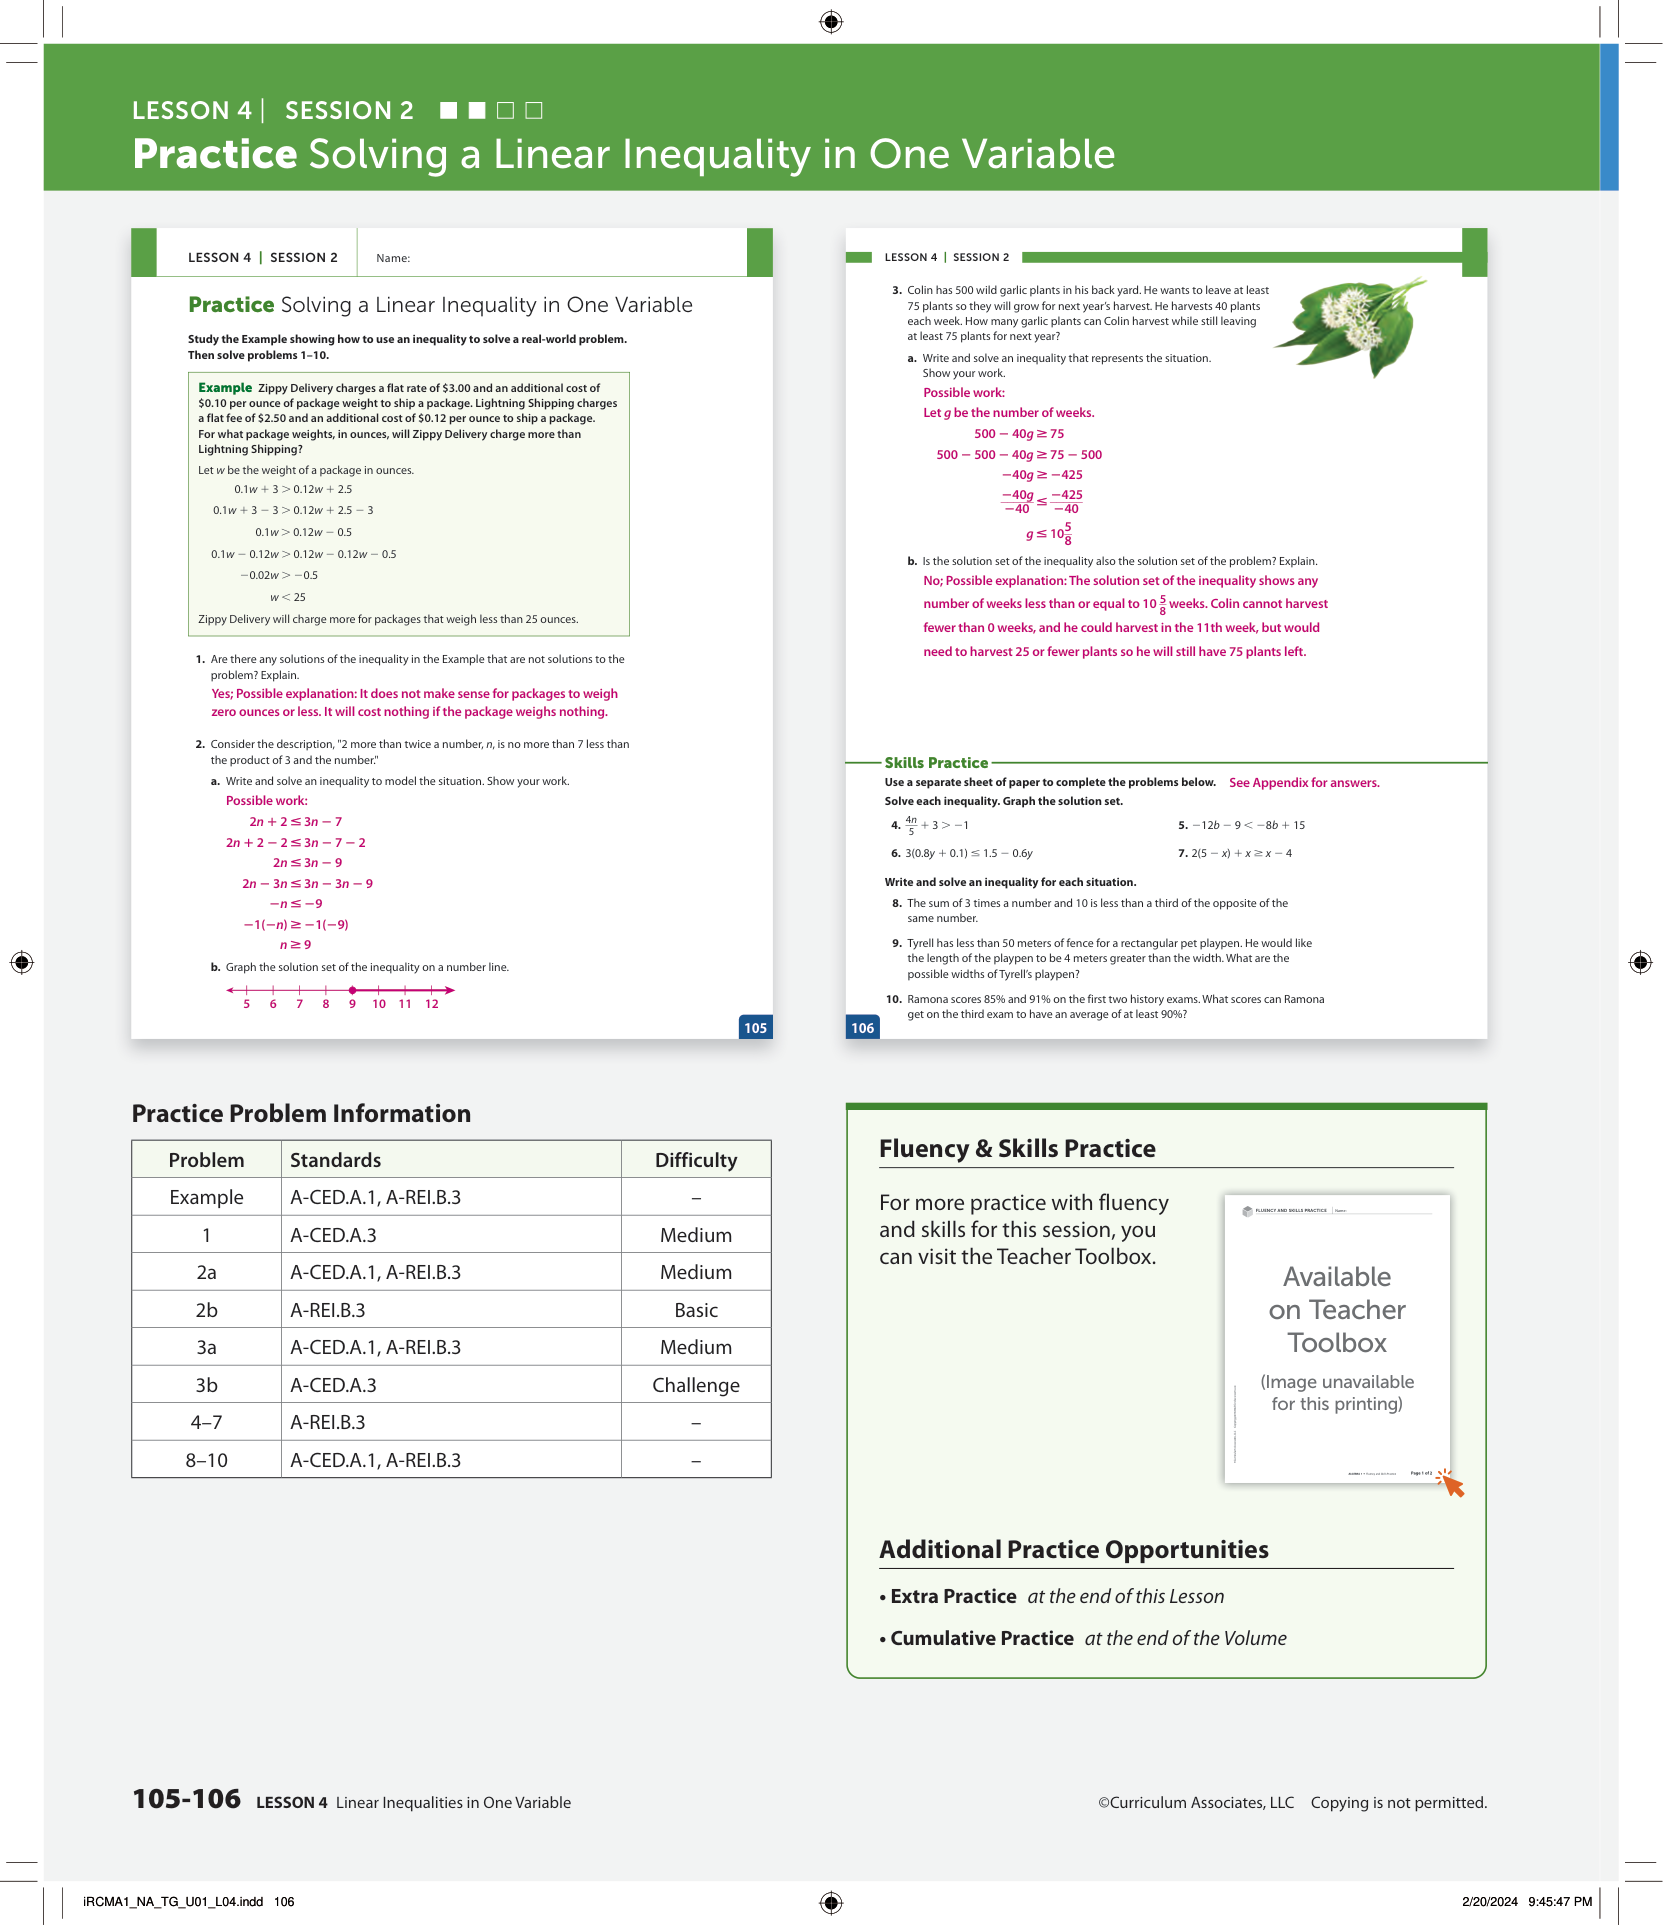 LESSON 4 | SESSION 2
Practice Solving a Linear Inequality in One Variable
LESSON 4 | SESSION 2
Name:
Practice Solving a Linear Inequality in One Variable
Study the Example showing how to use an inequality to solve a real-world problem.
Then solve problems 1–10.
Example Zippy Delivery charges a flat rate of $3.00 and an additional cost of
$0.10 per ounce of package weight to ship a package. Lightning Shipping charges
a flat fee of $2.50 and an additional cost of $0.12 per ounce to ship a package.
For what package weights, in ounces, will Zippy Delivery charge more than
Lightning Shipping?
Let w be the weight of a package in ounces.
0.1w + 3 > 0.12w + 2.5
0.1w + 3 − 3 > 0.12w + 2.5 − 3
0.1w > 0.12w − 0.5
0.1w − 0.12w > 0.12w − 0.12w − 0.5
−0.02w > −0.5
w < 25
Zippy Delivery will charge more for packages that weigh less than 25 ounces.
1. Are there any solutions of the inequality in the Example that are not solutions to the
problem? Explain.
Yes; Possible explanation: It does not make sense for packages to weigh
zero ounces or less. It will cost nothing if the package weighs nothing.
2. Consider the description, "2 more than twice a number, n, is no more than 7 less than
the product of 3 and the number."
a. Write and solve an inequality to model the situation. Show your work.
Possible work:
2n + 2 ≤ 3n − 7
2n + 2 − 2 ≤ 3n − 7 − 2
2n ≤ 3n − 9
2n − 3n ≤ 3n − 3n − 9
−n ≤ −9
−1(−n) ≥ −1(−9)
n ≥ 9
b. Graph the solution set of the inequality on a number line.
5 6 7 8 9 10 11 12
105
LESSON 4 | SESSION 2
3. Colin has 500 wild garlic plants in his back yard. He wants to leave at least
75 plants so they will grow for next year's harvest. He harvests 40 plants
each week. How many garlic plants can Colin harvest while still leaving
at least 75 plants for next year?
a. Write and solve an inequality that represents the situation.
Show your work.
Possible work:
Let g be the number of weeks.
500 − 40g ≥ 75
500 − 500 − 40g ≥ 75 − 500
−40g ≥ −425
−40g/−40 ≤ −425/−40
g ≤ 10 5/8
b. Is the solution set of the inequality also the solution set of the problem? Explain.
No; Possible explanation: The solution set of the inequality shows any
number of weeks less than or equal to 10 5/8 weeks. Colin cannot harvest
fewer than 0 weeks, and he could harvest in the 11th week, but would
need to harvest 25 or fewer plants so he will still have 75 plants left.
Skills Practice
Use a separate sheet of paper to complete the problems below. See Appendix for answers.
Solve each inequality. Graph the solution set.
4. 4n/5 + 3 > −1
5. −12b − 9 < −8b + 15
6. 3(0.8y + 0.1) ≤ 1.5 − 0.6y
7. 2(5 − x) + x ≥ x − 4
Write and solve an inequality for each situation.
8. The sum of 3 times a number and 10 is less than a third of the opposite of the
same number.
9. Tyrell has less than 50 meters of fence for a rectangular pet playpen. He would like
the length of the playpen to be 4 meters greater than the width. What are the
possible widths of Tyrell's playpen?
10. Ramona scores 85% and 91% on the first two history exams. What scores can Ramona
get on the third exam to have an average of at least 90%?
106
Practice Problem Information
Problem Standards Difficulty
Example A-CED.A.1, A-REI.B.3 –
1 A-CED.A.3 Medium
2a A-CED.A.1, A-REI.B.3 Medium
2b A-REI.B.3 Basic
3a A-CED.A.1, A-REI.B.3 Medium
3b A-CED.A.3 Challenge
4–7 A-REI.B.3 –
8–10 A-CED.A.1, A-REI.B.3 –
Fluency & Skills Practice
For more practice with fluency
and skills for this session, you
can visit the Teacher Toolbox.
FLUENCY AND SKILLS PRACTICE | Name:
Available
on Teacher
Toolbox
(Image unavailable
for this printing)
Page 1 of 2
Additional Practice Opportunities
• Extra Practice at the end of this Lesson
• Cumulative Practice at the end of the Volume
105-106 LESSON 4 Linear Inequalities in One Variable
©Curriculum Associates, LLC Copying is not permitted.
iRCMA1_NA_TG_U01_L04.indd 106
2/20/2024 9:45:47 PM